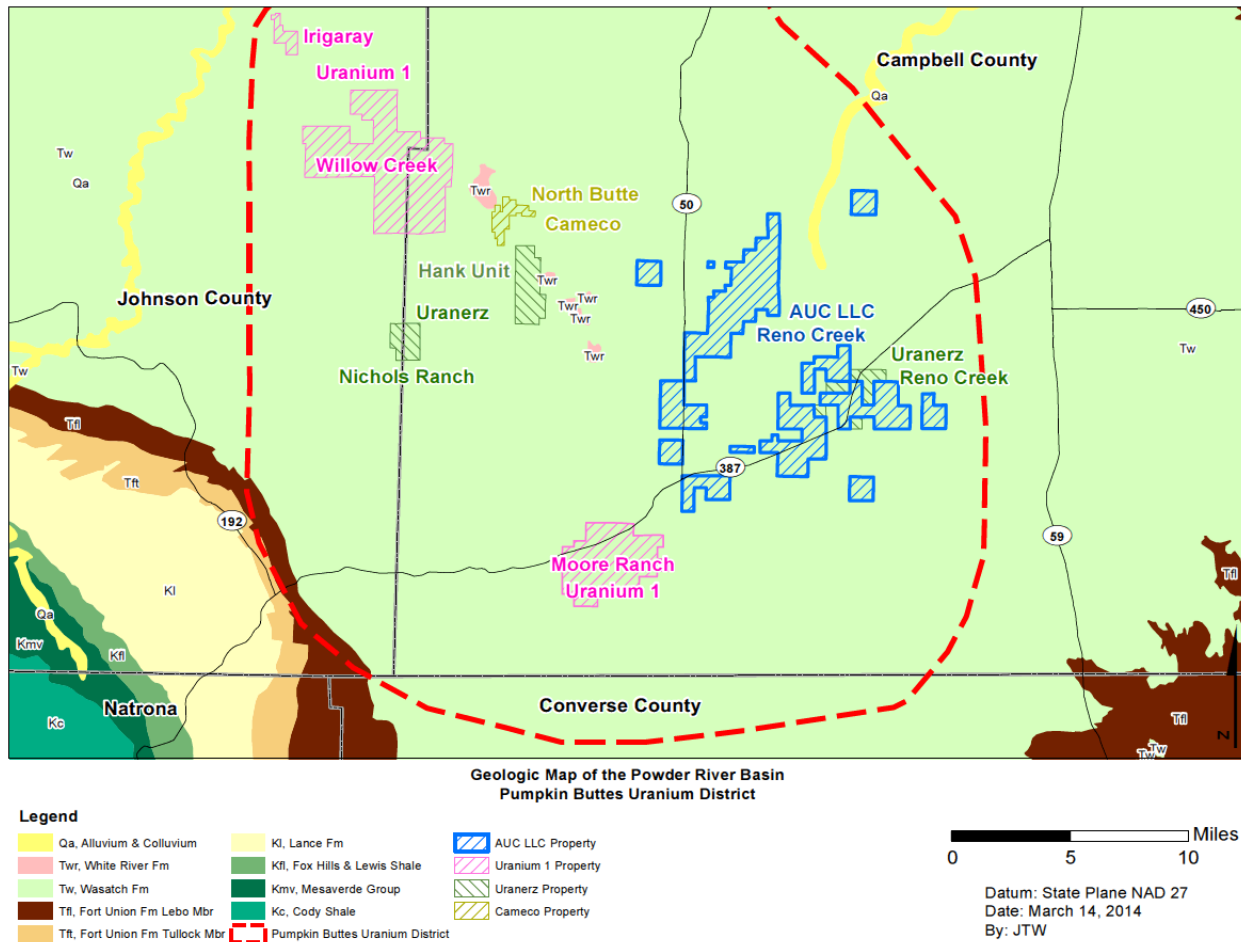 Irigaray
Uranium 1
Campbell County
Qa
Tw
Qa
Willow Creek
Twr
North Butte
Cameco
50
Hank Unit
Twr
Johnson County
Uranerz
Twr
Twr
Twr
AUC LLC
Reno Creek
450
Tw
Twr
Uranerz
Reno Creek
Nichols Ranch
Tw
Tfl
387
Tft
192
59
Moore Ranch
Uranium 1
Tfl
Kl
Qa
Kmv
Kfl
Natrona
Converse County
Kc
Tfl
Tw
Tw
N
Geologic Map of the Powder River Basin
Pumpkin Buttes Uranium District
Legend
Qa, Alluvium & Colluvium
Twr, White River Fm
Tw, Wasatch Fm
Tfl, Fort Union Fm Lebo Mbr
Tft, Fort Union Fm Tullock Mbr
Kl, Lance Fm
Kfl, Fox Hills & Lewis Shale
Kmv, Mesaverde Group
Kc, Cody Shale
Pumpkin Buttes Uranium District
AUC LLC Property
Uranium 1 Property
Uranerz Property
Cameco Property
Miles
0 5 10
Datum: State Plane NAD 27
Date: March 14, 2014
By: JTW